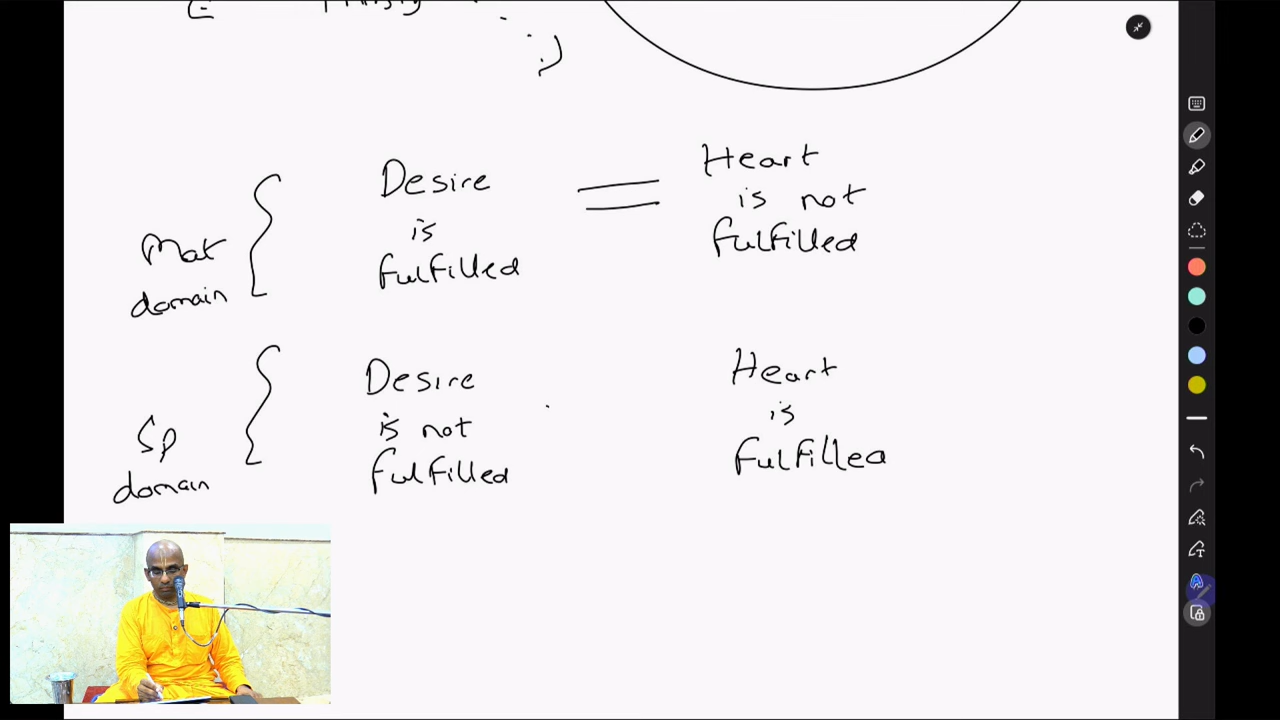 Desire
is
fulfilled
=
Heart
is not
fulfilled
Mat
domain
Desire
is not
fulfilled
Heart
is
fulfilled
Sp
domain